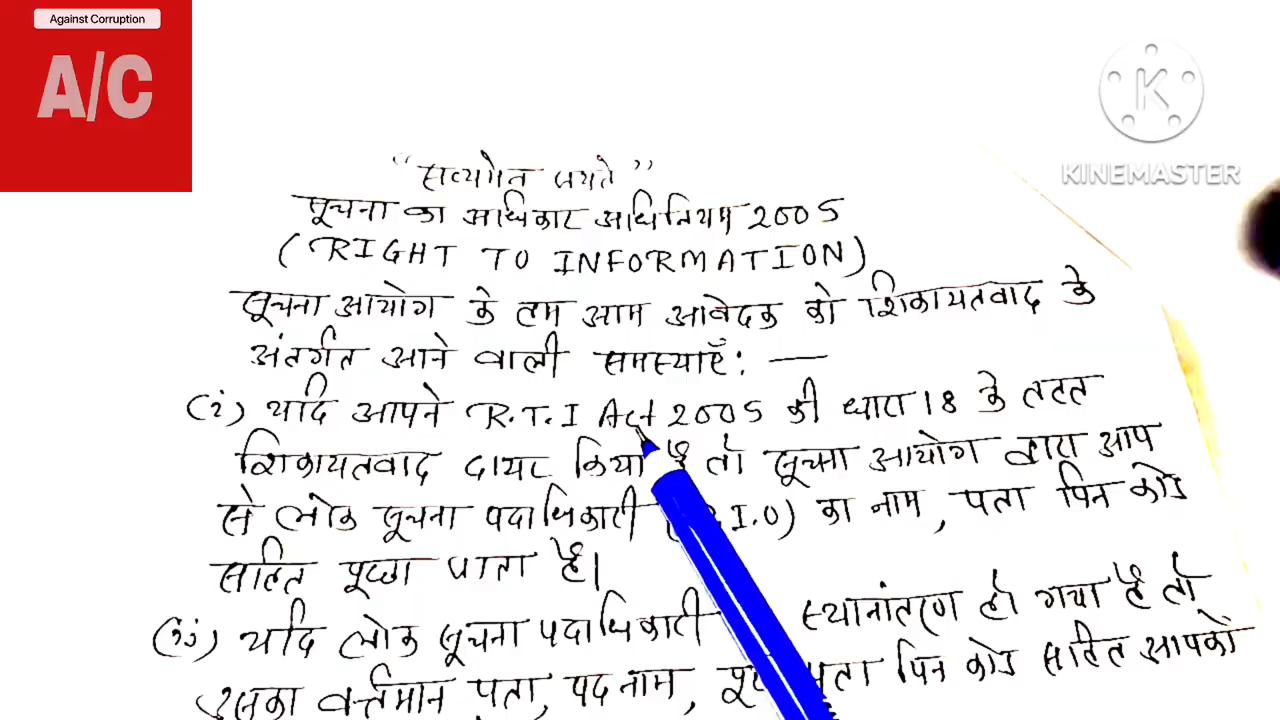 Against Corruption
A/C
K
KINEMASTER
"सत्यमेव जयते"
सूचना का अधिकार अधिनियम 2005
(RIGHT TO INFORMATION)
सूचना आयोग के हम आम आवेदक को शिकायतवाद के
अंतर्गत आने वाली समस्याएँ: —
(i) यदि आपने R.T.I Act 2005 की धारा 18 के तहत
शिकायतवाद दायर किया है तो सूचना आयोग द्वारा आप
से लोक सूचना पदाधिकारी I.O) का नाम, पता पिन कोड
सहित पूछा जाता है।
(ii) यदि लोक सूचना पदाधिकारी स्थानांतरण हो गया है तो
उसका वर्त्तमान पता, पदनाम, पता पिन कोड सहित आपको